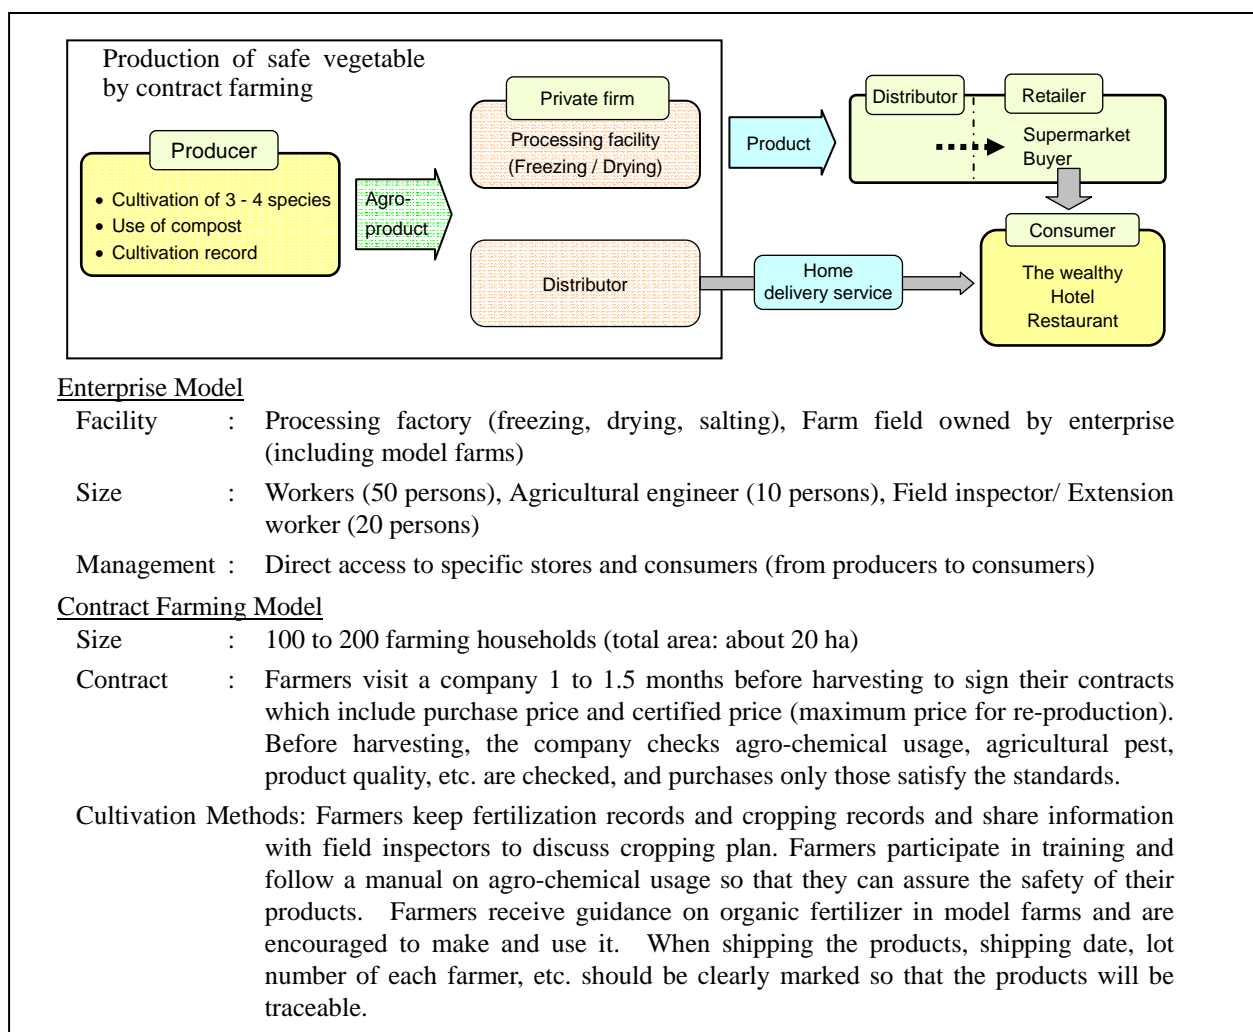 Production of safe vegetable
by contract farming
Producer
• Cultivation of 3 - 4 species
• Use of compost
• Cultivation record
Agro-
product
Private firm
Processing facility
(Freezing / Drying)
Distributor
Product
Distributor
Retailer
Supermarket
Buyer
Home
delivery service
Consumer
The wealthy
Hotel
Restaurant
Enterprise Model
Facility : Processing factory (freezing, drying, salting), Farm field owned by enterprise
(including model farms)
Size : Workers (50 persons), Agricultural engineer (10 persons), Field inspector/ Extension
worker (20 persons)
Management : Direct access to specific stores and consumers (from producers to consumers)
Contract Farming Model
Size : 100 to 200 farming households (total area: about 20 ha)
Contract : Farmers visit a company 1 to 1.5 months before harvesting to sign their contracts
which include purchase price and certified price (maximum price for re-production).
Before harvesting, the company checks agro-chemical usage, agricultural pest,
product quality, etc. are checked, and purchases only those satisfy the standards.
Cultivation Methods: Farmers keep fertilization records and cropping records and share information
with field inspectors to discuss cropping plan. Farmers participate in training and
follow a manual on agro-chemical usage so that they can assure the safety of their
products. Farmers receive guidance on organic fertilizer in model farms and are
encouraged to make and use it. When shipping the products, shipping date, lot
number of each farmer, etc. should be clearly marked so that the products will be
traceable.